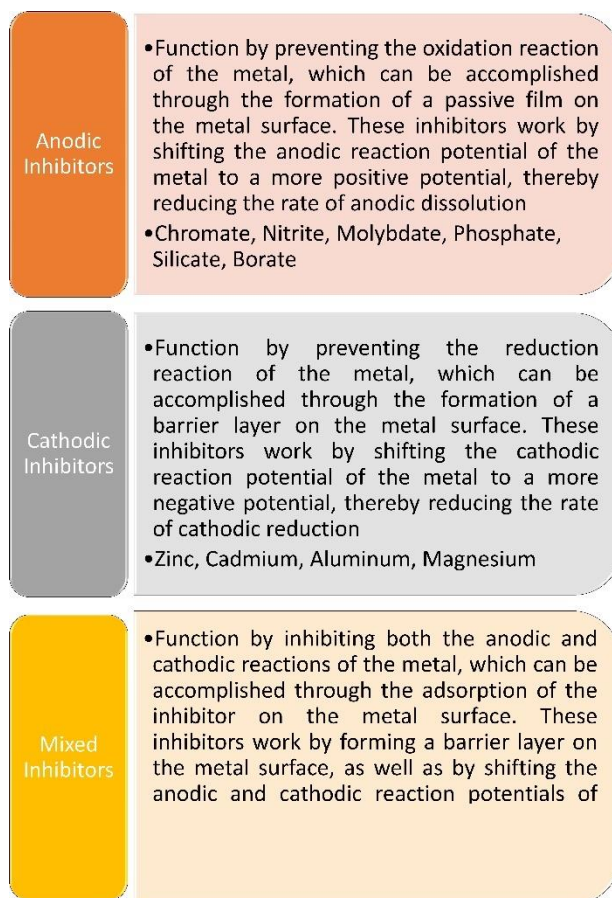 Anodic
Inhibitors
•Function by preventing the oxidation reaction
of the metal, which can be accomplished
through the formation of a passive film on
the metal surface. These inhibitors work by
shifting the anodic reaction potential of the
metal to a more positive potential, thereby
reducing the rate of anodic dissolution
•Chromate, Nitrite, Molybdate, Phosphate,
Silicate, Borate
Cathodic
Inhibitors
•Function by preventing the reduction
reaction of the metal, which can be
accomplished through the formation of a
barrier layer on the metal surface. These
inhibitors work by shifting the cathodic
reaction potential of the metal to a more
negative potential, thereby reducing the rate
of cathodic reduction
•Zinc, Cadmium, Aluminum, Magnesium
Mixed
Inhibitors
•Function by inhibiting both the anodic and
cathodic reactions of the metal, which can be
accomplished through the adsorption of the
inhibitor on the metal surface. These
inhibitors work by forming a barrier layer on
the metal surface, as well as by shifting the
anodic and cathodic reaction potentials of